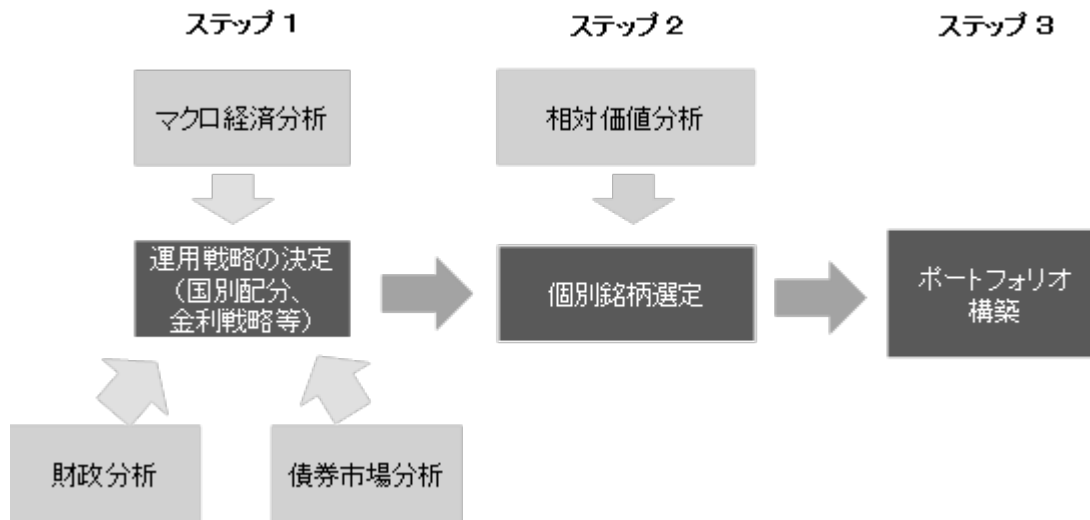 ステップ 1
ステップ 2
ステップ 3
マクロ経済分析
相対価値分析
運用戦略の決定
（国別配分、
金利戦略等）
個別銘柄選定
ポートフォリオ
構築
財政分析
債券市場分析